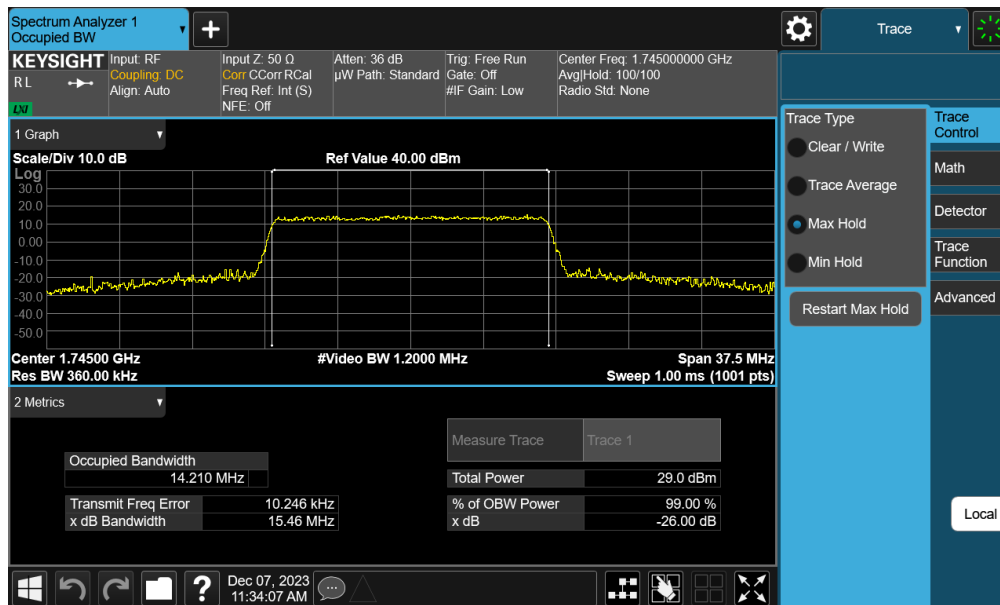 Spectrum Analyzer 1
Occupied BW
Trace
KEYSIGHT
RL
LXI
Input: RF
Coupling: DC
Align: Auto
Input Z: 50 Ω
Corr CCorr RCal
Freq Ref: Int (S)
NFE: Off
Atten: 36 dB
µW Path: Standard
Trig: Free Run
Gate: Off
#IF Gain: Low
Center Freq: 1.745000000 GHz
Avg|Hold: 100/100
Radio Std: None
1 Graph
Scale/Div 10.0 dB
Ref Value 40.00 dBm
Log
30.0
20.0
10.0
0.00
-10.0
-20.0
-30.0
-40.0
-50.0
Center 1.74500 GHz
#Video BW 1.2000 MHz
Span 37.5 MHz
Res BW 360.00 kHz
Sweep 1.00 ms (1001 pts)
2 Metrics
Measure Trace
Trace 1
Occupied Bandwidth
14.210 MHz
Total Power
29.0 dBm
Transmit Freq Error
10.246 kHz
% of OBW Power
99.00 %
x dB Bandwidth
15.46 MHz
x dB
-26.00 dB
Trace Type
Clear / Write
Trace Average
Max Hold
Min Hold
Restart Max Hold
Trace
Control
Math
Detector
Trace
Function
Advanced
Local
?
Dec 07, 2023
11:34:07 AM